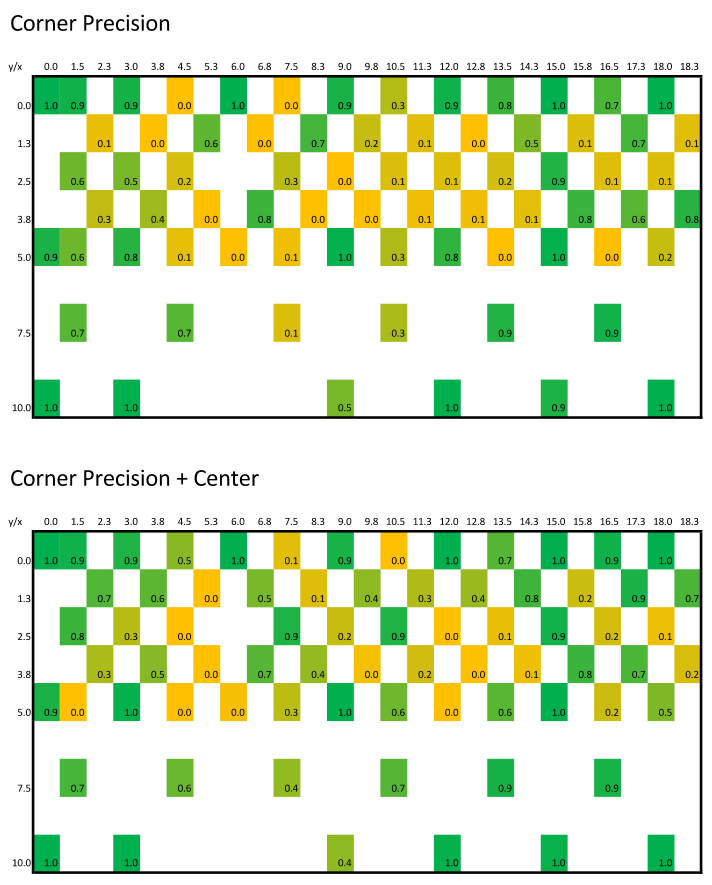 Corner Precision
y/x 0.0 1.5 2.3 3.0 3.8 4.5 5.3 6.0 6.8 7.5 8.3 9.0 9.8 10.5 11.3 12.0 12.8 13.5 14.3 15.0 15.8 16.5 17.3 18.0 18.3
0.0 1.0 0.9 0.9 0.0 1.0 0.0 0.9 0.3 0.9 0.8 1.0 0.7 1.0
1.3 0.1 0.0 0.6 0.0 0.7 0.2 0.1 0.0 0.5 0.1 0.7 0.1
2.5 0.6 0.5 0.2 0.3 0.0 0.1 0.1 0.2 0.9 0.1 0.1
3.8 0.3 0.4 0.0 0.8 0.0 0.0 0.1 0.1 0.1 0.8 0.6 0.8
5.0 0.9 0.6 0.8 0.1 0.0 0.1 1.0 0.3 0.8 0.0 1.0 0.0 0.2
7.5 0.7 0.7 0.1 0.3 0.9 0.9
10.0 1.0 1.0 0.5 1.0 0.9 1.0
Corner Precision + Center
y/x 0.0 1.5 2.3 3.0 3.8 4.5 5.3 6.0 6.8 7.5 8.3 9.0 9.8 10.5 11.3 12.0 12.8 13.5 14.3 15.0 15.8 16.5 17.3 18.0 18.3
0.0 1.0 0.9 0.9 0.5 1.0 0.1 0.9 0.0 1.0 0.7 1.0 0.9 1.0
1.3 0.7 0.6 0.0 0.5 0.1 0.4 0.3 0.4 0.8 0.2 0.9 0.7
2.5 0.8 0.3 0.0 0.9 0.2 0.9 0.0 0.1 0.9 0.2 0.1
3.8 0.3 0.5 0.0 0.7 0.4 0.0 0.2 0.0 0.1 0.8 0.7 0.2
5.0 0.9 0.0 1.0 0.0 0.0 0.3 1.0 0.6 0.0 0.6 1.0 0.2 0.5
7.5 0.7 0.6 0.4 0.7 0.9 0.9
10.0 1.0 1.0 0.4 1.0 1.0 1.0